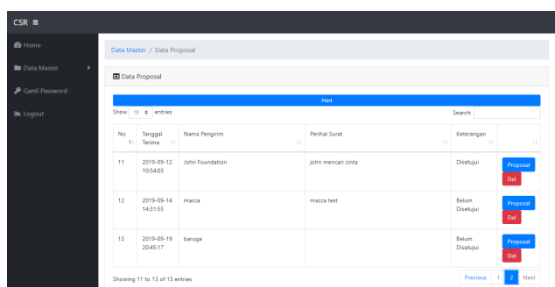 CSR
Home
Data Master / Data Proposal
Data Master
Data Proposal
Ganti Password
Print
Logout
Show 10 entries Search:
No Tanggal Terima Nama Pengirim Perihal Surat Keterangan
11 2019-09-12 10:54:03 John Foundation john mencari cinta Disetujui Proposal
Del
12 2019-09-14 14:31:55 macca macca test Belum Disetujui Proposal
Del
13 2019-09-19 20:45:17 baruga Belum Disetujui Proposal
Del
Showing 11 to 13 of 13 entries Previous 1 2 Next